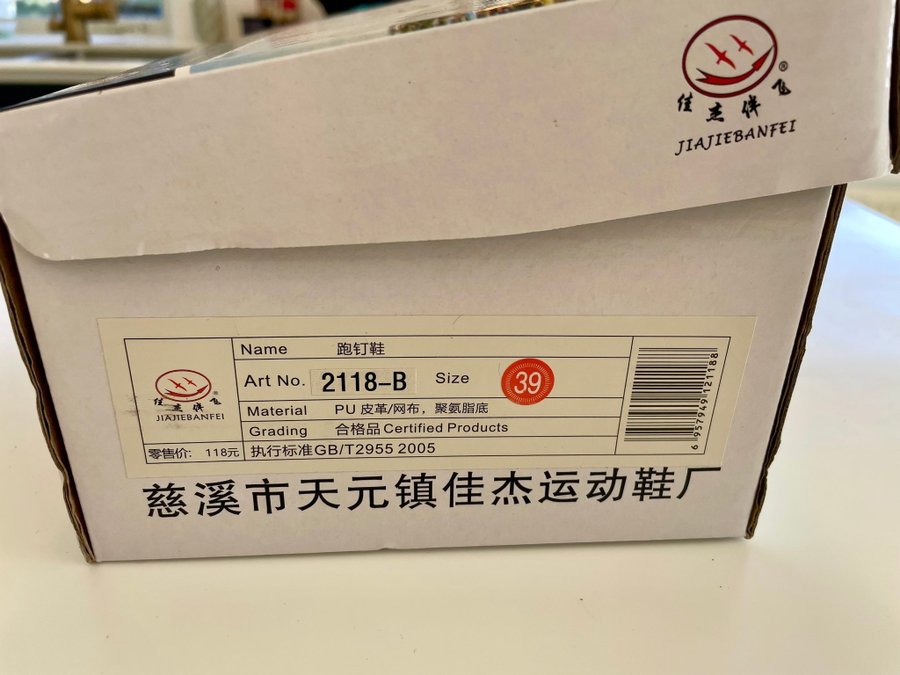 ®
佳杰伴飞
JIAJIEBANFEI
Name 跑钉鞋
Art No. 2118-B Size 39
Material PU 皮革/网布，聚氨脂底
Grading 合格品 Certified Products
执行标准GB/T2955 2005
®
佳杰伴飞
JIAJIEBANFEI
零售价: 118元
6 957949 121188
慈溪市天元镇佳杰运动鞋厂